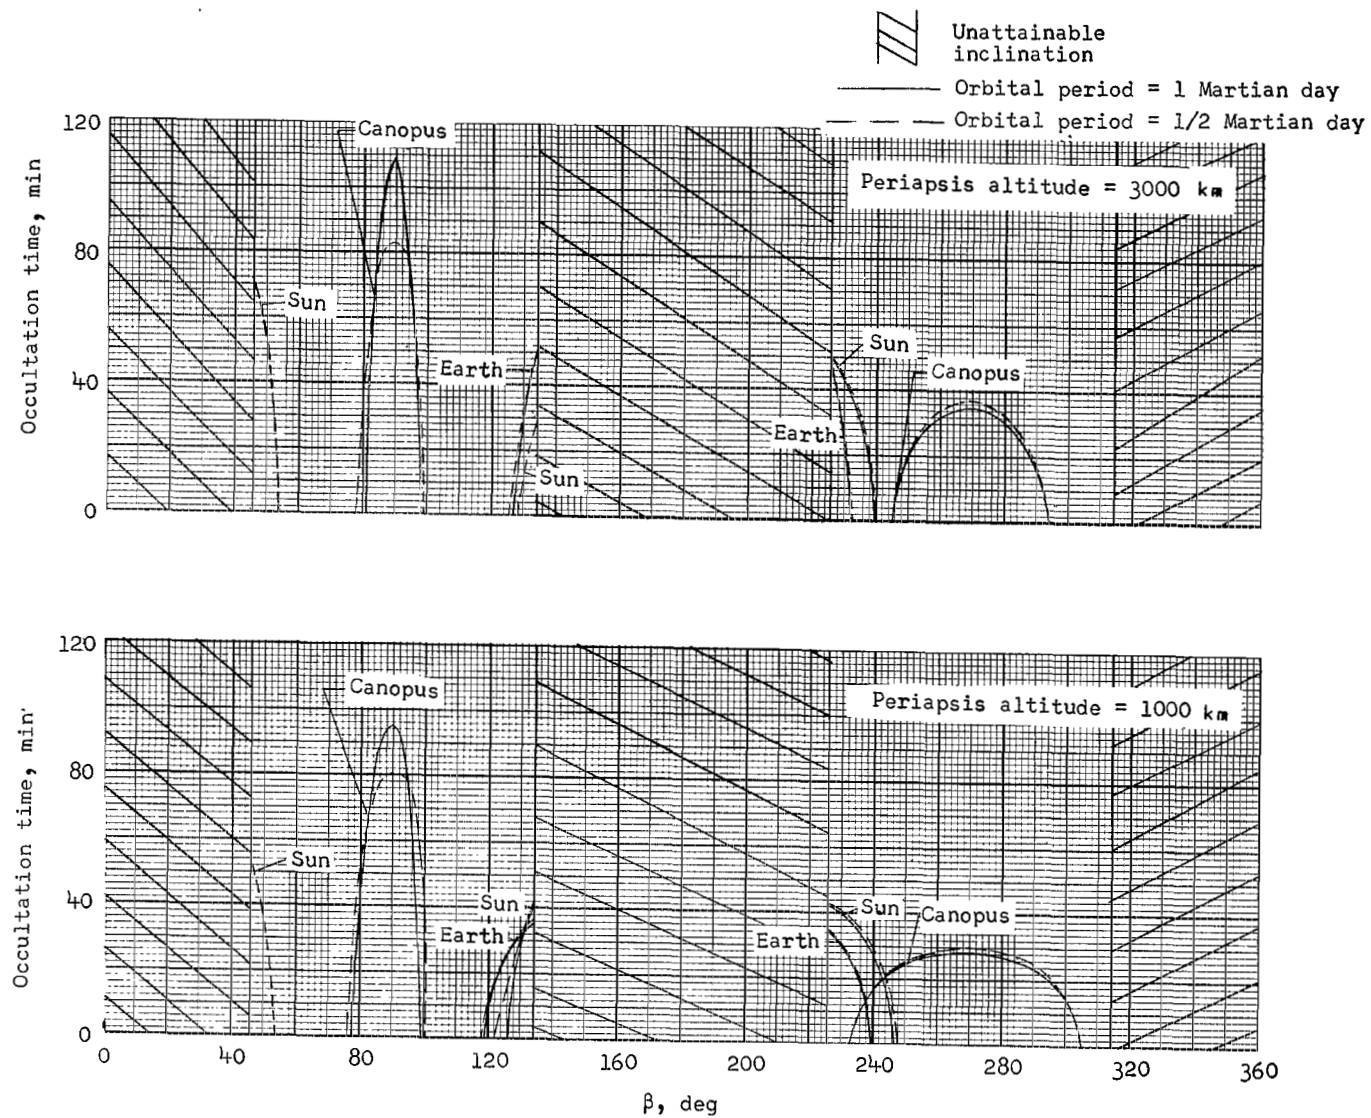 Unattainable
inclination
Orbital period = 1 Martian day
Orbital period = 1/2 Martian day
120
Canopus
Periapsis altitude = 3000 km
Occultation time, min
80
Sun
Sun
Earth
Canopus
40
Earth
Sun
0
120
Canopus
Periapsis altitude = 1000 km
Occultation time, min
80
Sun
40
Sun
Sun
Canopus
Earth
Earth
0
0 40 80 120 160 200 240 280 320 360
β, deg